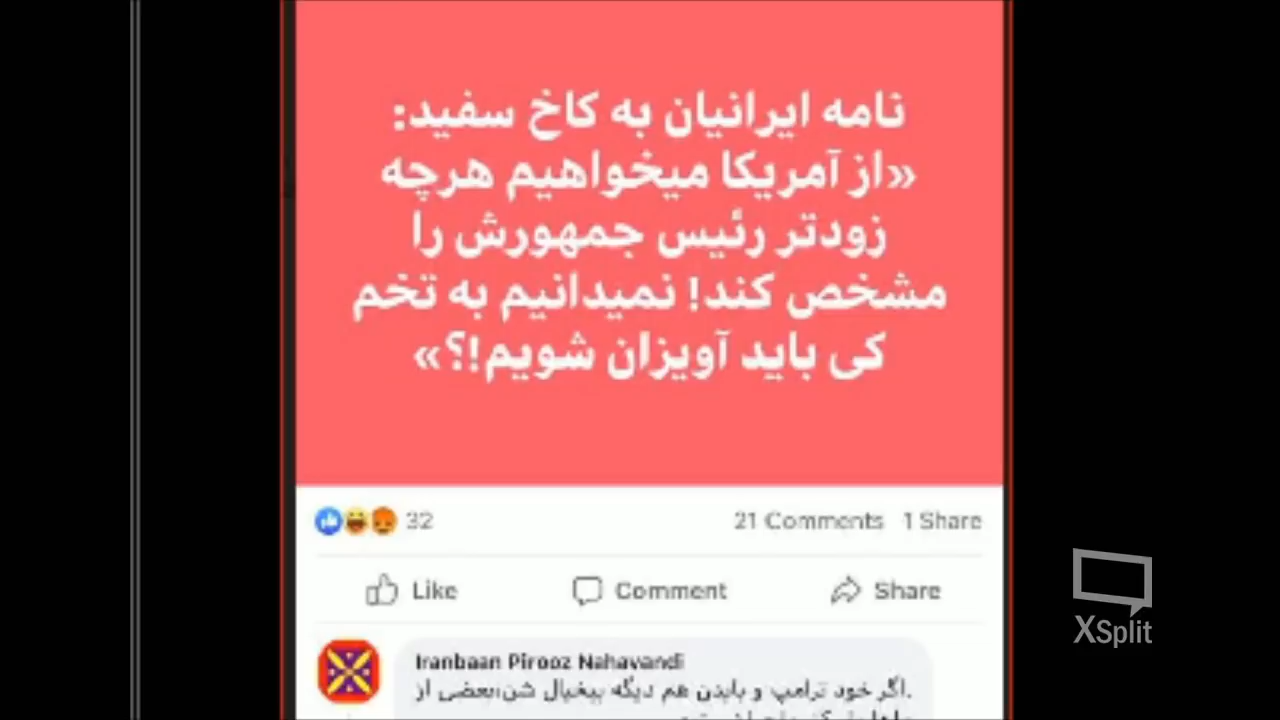 نامه ایرانیان به کاخ سفید:
«از آمریکا میخواهیم هرچه
زودتر رئیس جمهورش را
مشخص کند! نمیدانیم به تخم
کی باید آویزان شویم!؟»
32
21 Comments 1 Share
Like Comment Share
Iranbaan Pirooz Nahavandi
.اگر خود ترامپ و بایدن هم دیگه بیخیال شن،بعضی از
XSplit